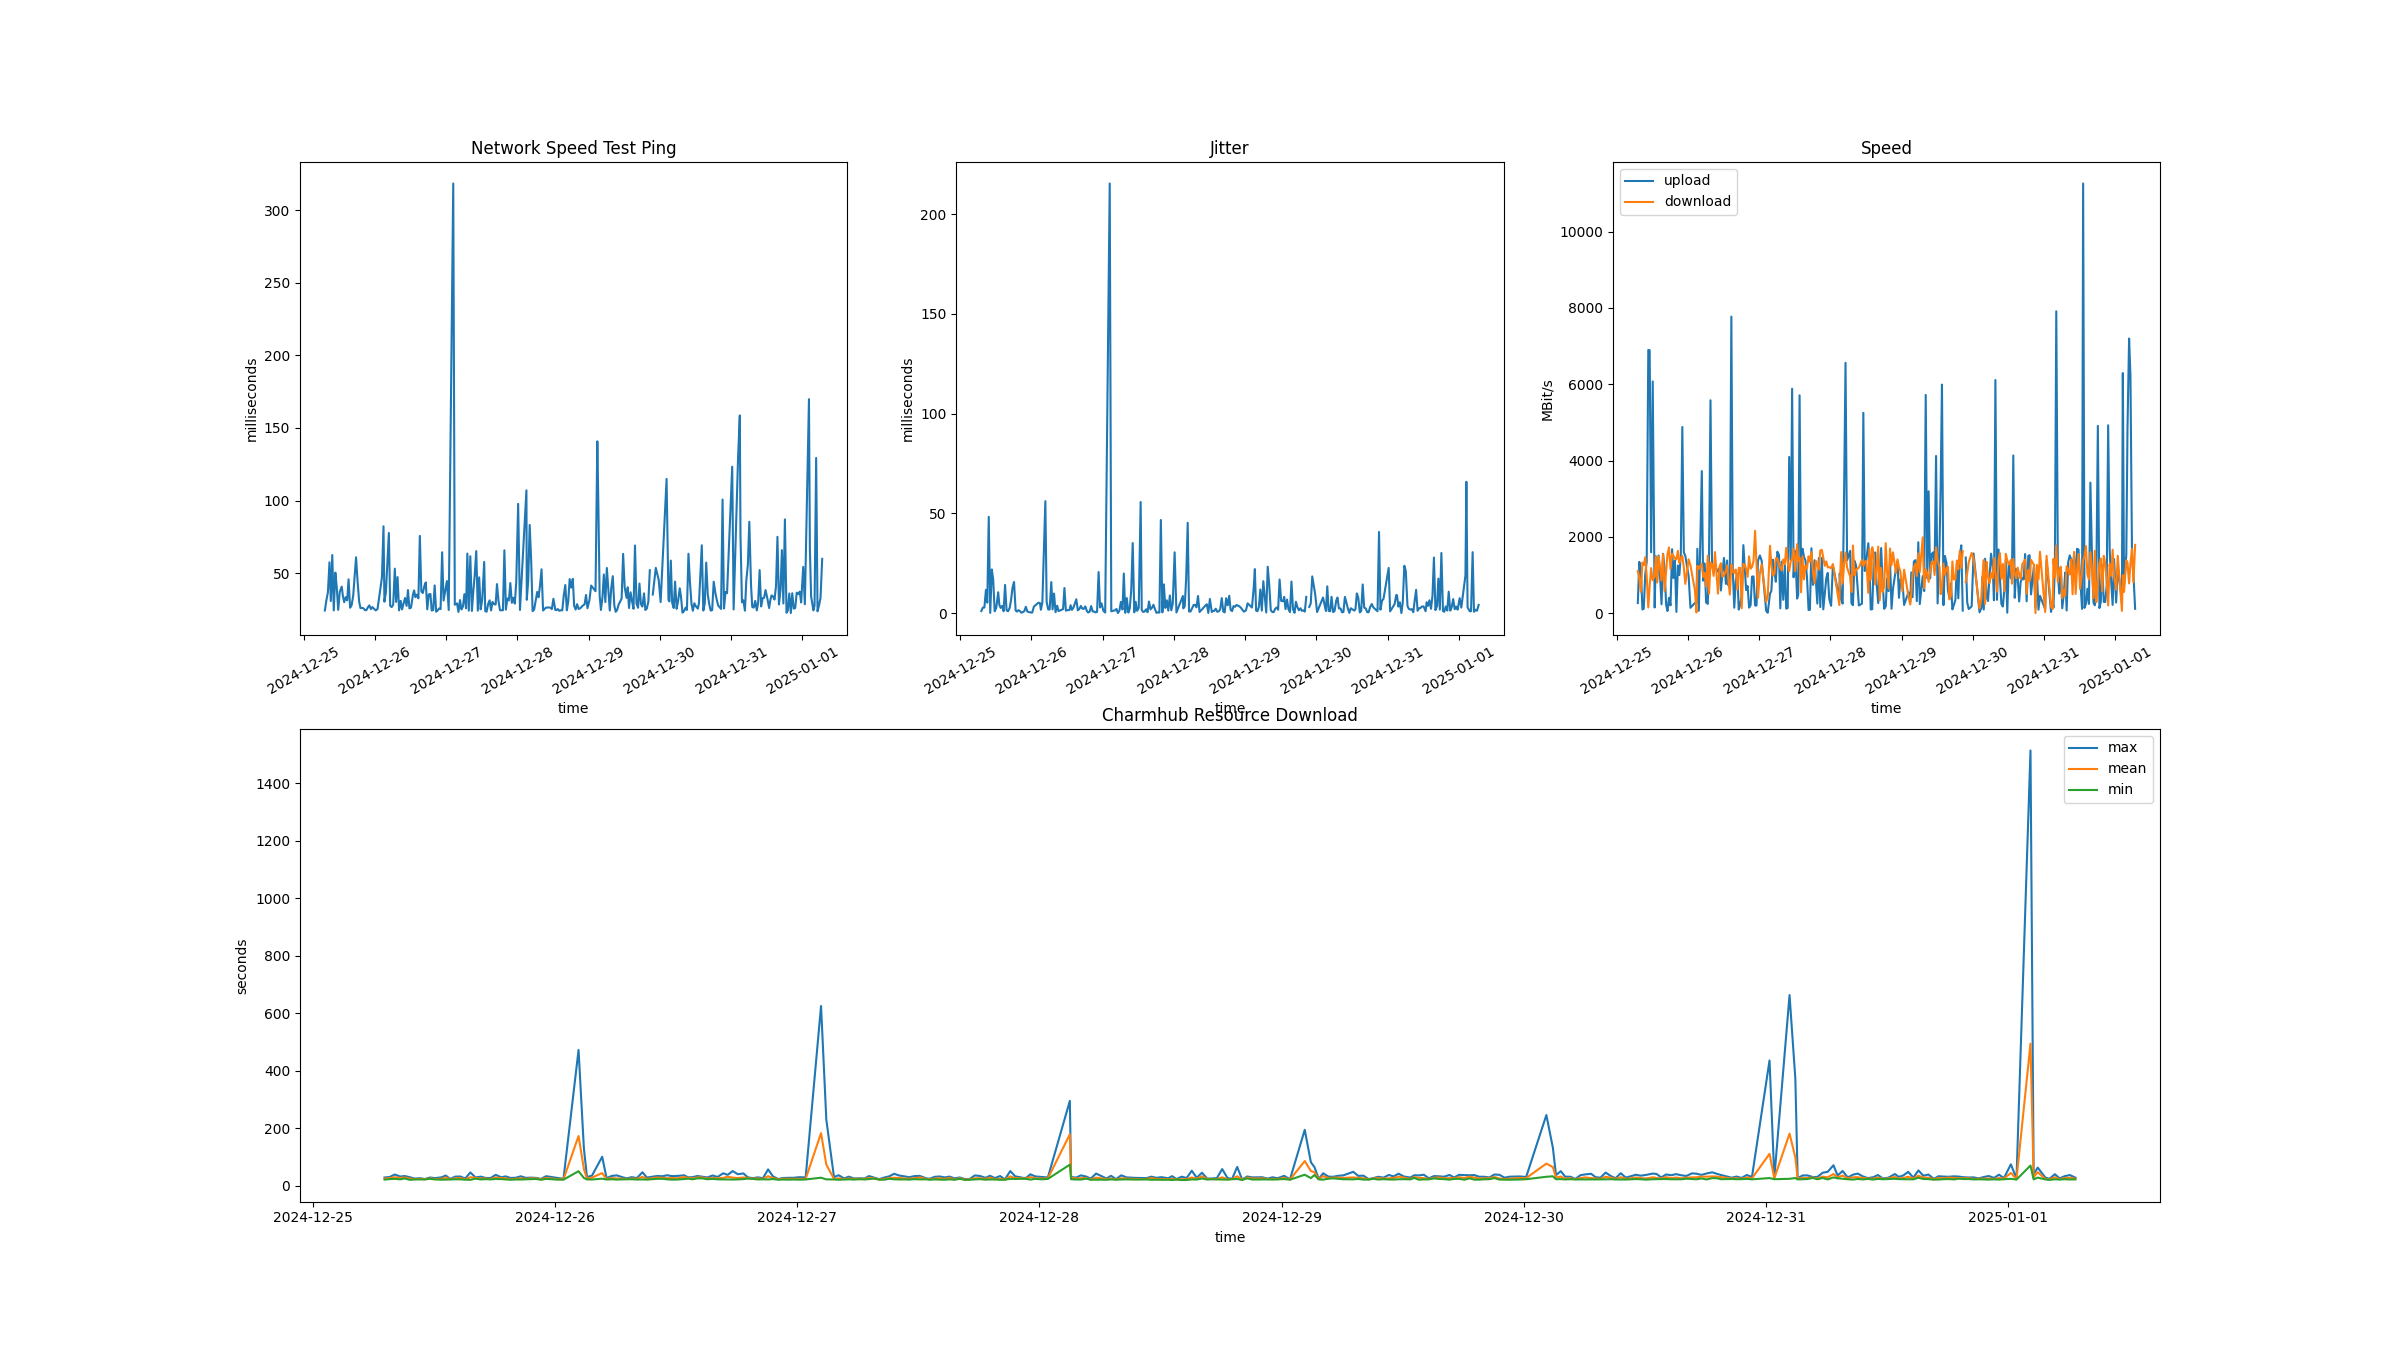 Network Speed Test Ping
milliseconds
300
250
200
150
100
50
2024-12-25 2024-12-26 2024-12-27 2024-12-28 2024-12-29 2024-12-30 2024-12-31 2025-01-01
time
Jitter
milliseconds
200
150
100
50
0
2024-12-25 2024-12-26 2024-12-27 2024-12-28 2024-12-29 2024-12-30 2024-12-31 2025-01-01
time
Speed
upload
download
MBit/s
10000
8000
6000
4000
2000
0
2024-12-25 2024-12-26 2024-12-27 2024-12-28 2024-12-29 2024-12-30 2024-12-31 2025-01-01
time
Charmhub Resource Download
max
mean
min
seconds
1400
1200
1000
800
600
400
200
0
2024-12-25 2024-12-26 2024-12-27 2024-12-28 2024-12-29 2024-12-30 2024-12-31 2025-01-01
time